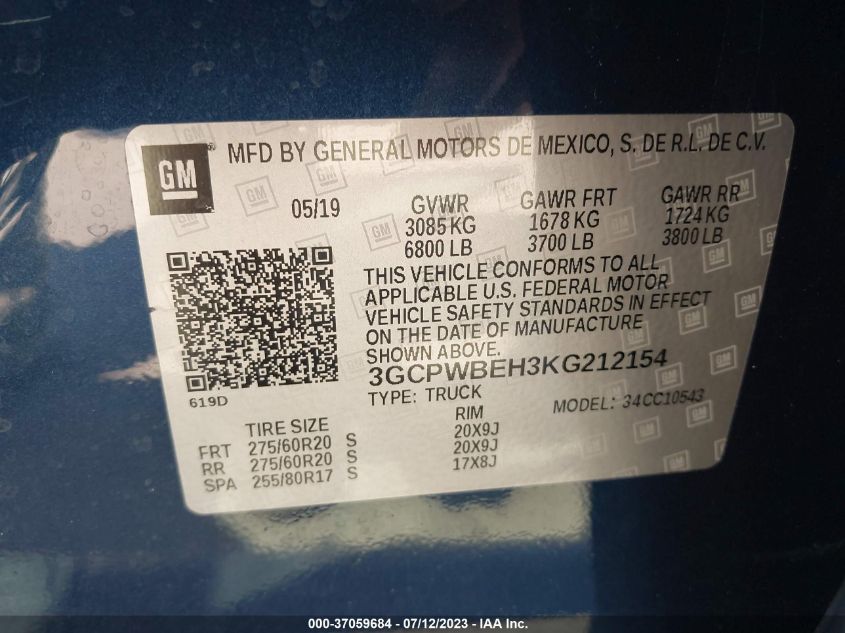 GM
MFD BY GENERAL MOTORS DE MEXICO, S. DE R.L. DE C.V.
05/19
GVWR GAWR FRT GAWR RR
3085 KG 1678 KG 1724 KG
6800 LB 3700 LB 3800 LB
THIS VEHICLE CONFORMS TO ALL
APPLICABLE U.S. FEDERAL MOTOR
VEHICLE SAFETY STANDARDS IN EFFECT
ON THE DATE OF MANUFACTURE
SHOWN ABOVE.
3GCPWBEH3KG212154
TYPE: TRUCK MODEL: 34CC10543
619D
TIRE SIZE RIM
FRT 275/60R20 S 20X9J
RR 275/60R20 S 20X9J
SPA 255/80R17 S 17X8J
000-37059684 - 07/12/2023 - IAA Inc.